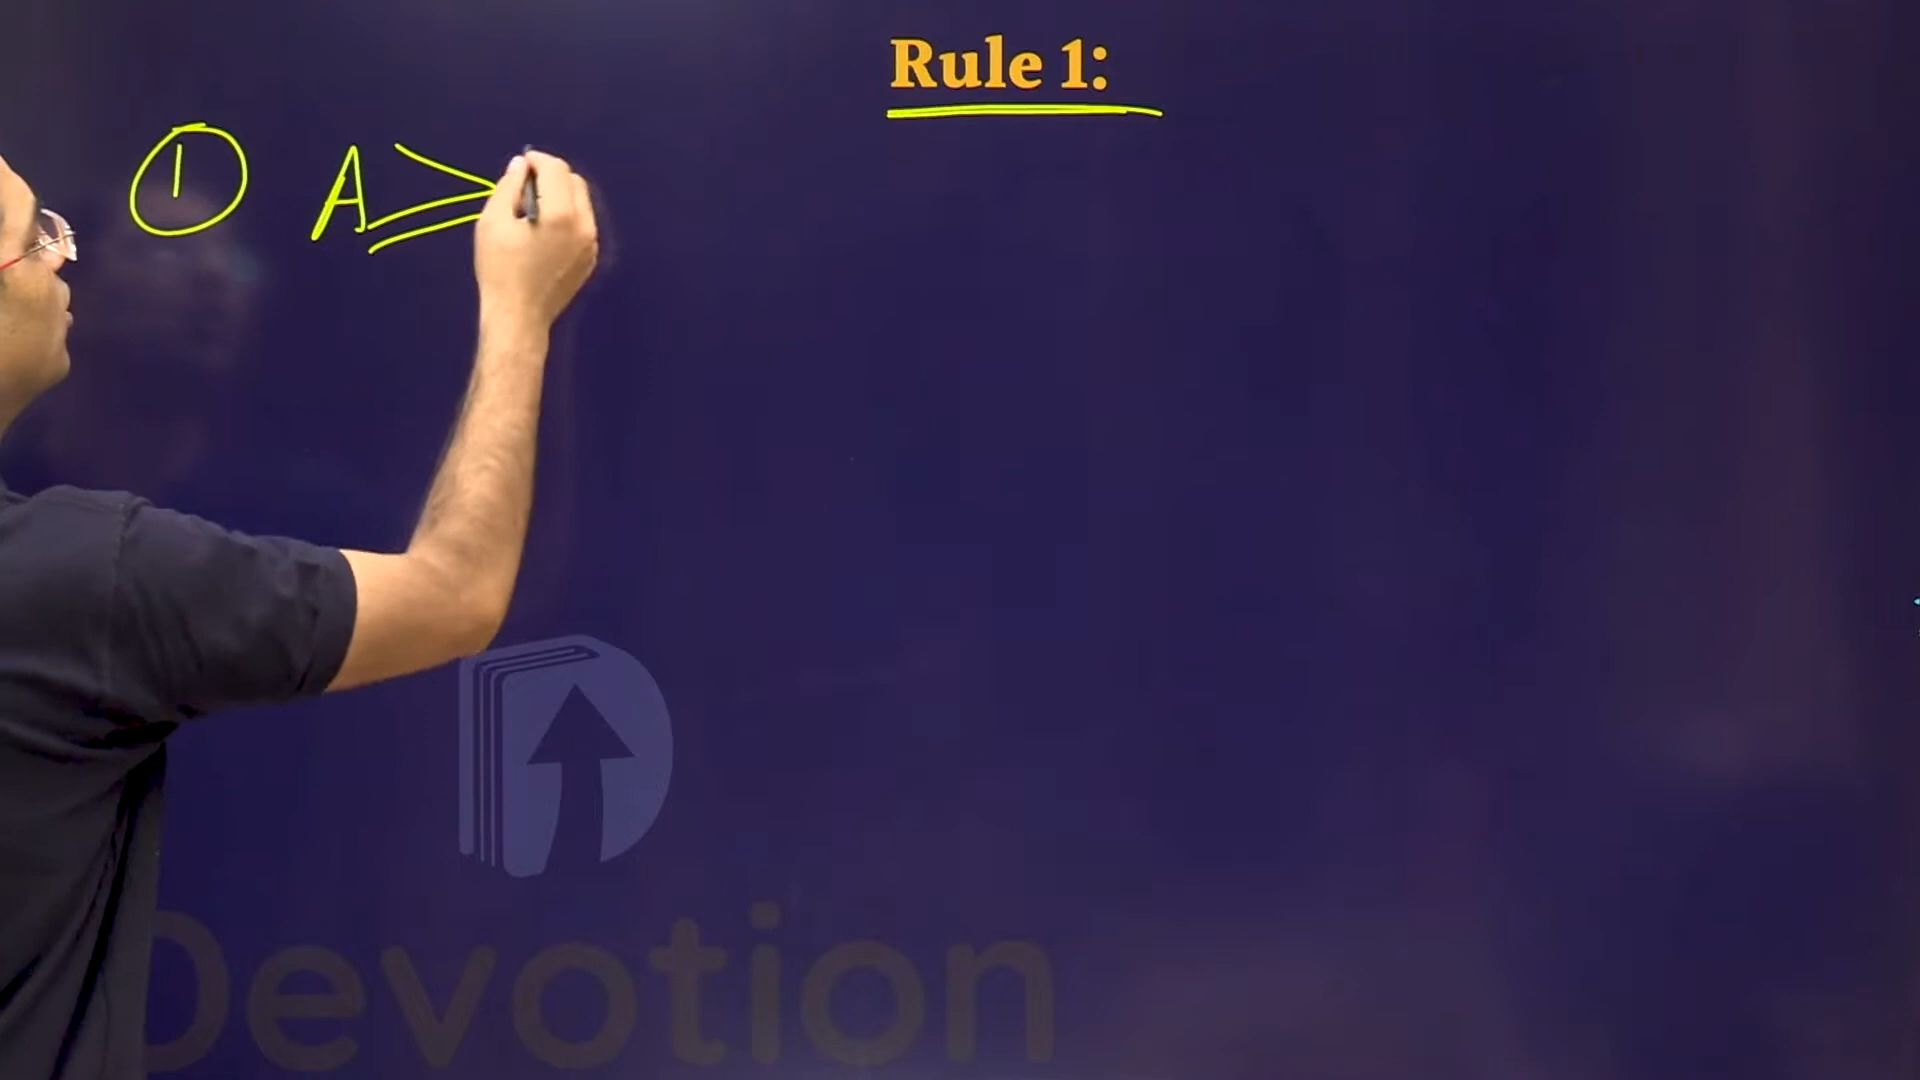 Rule 1:
① A ≥
Devotion